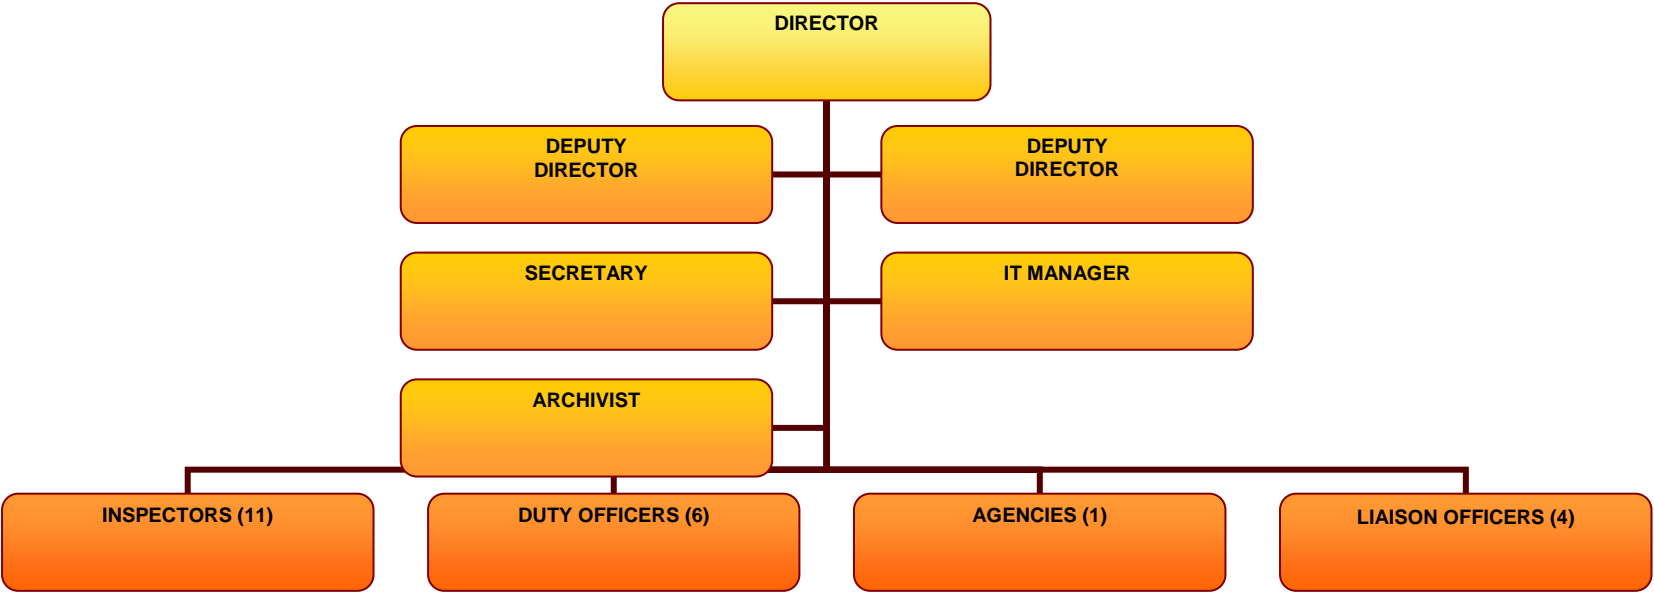 DIRECTOR
DEPUTY
DIRECTOR
DEPUTY
DIRECTOR
SECRETARY
IT MANAGER
ARCHIVIST
INSPECTORS (11)
DUTY OFFICERS (6)
AGENCIES (1)
LIAISON OFFICERS (4)